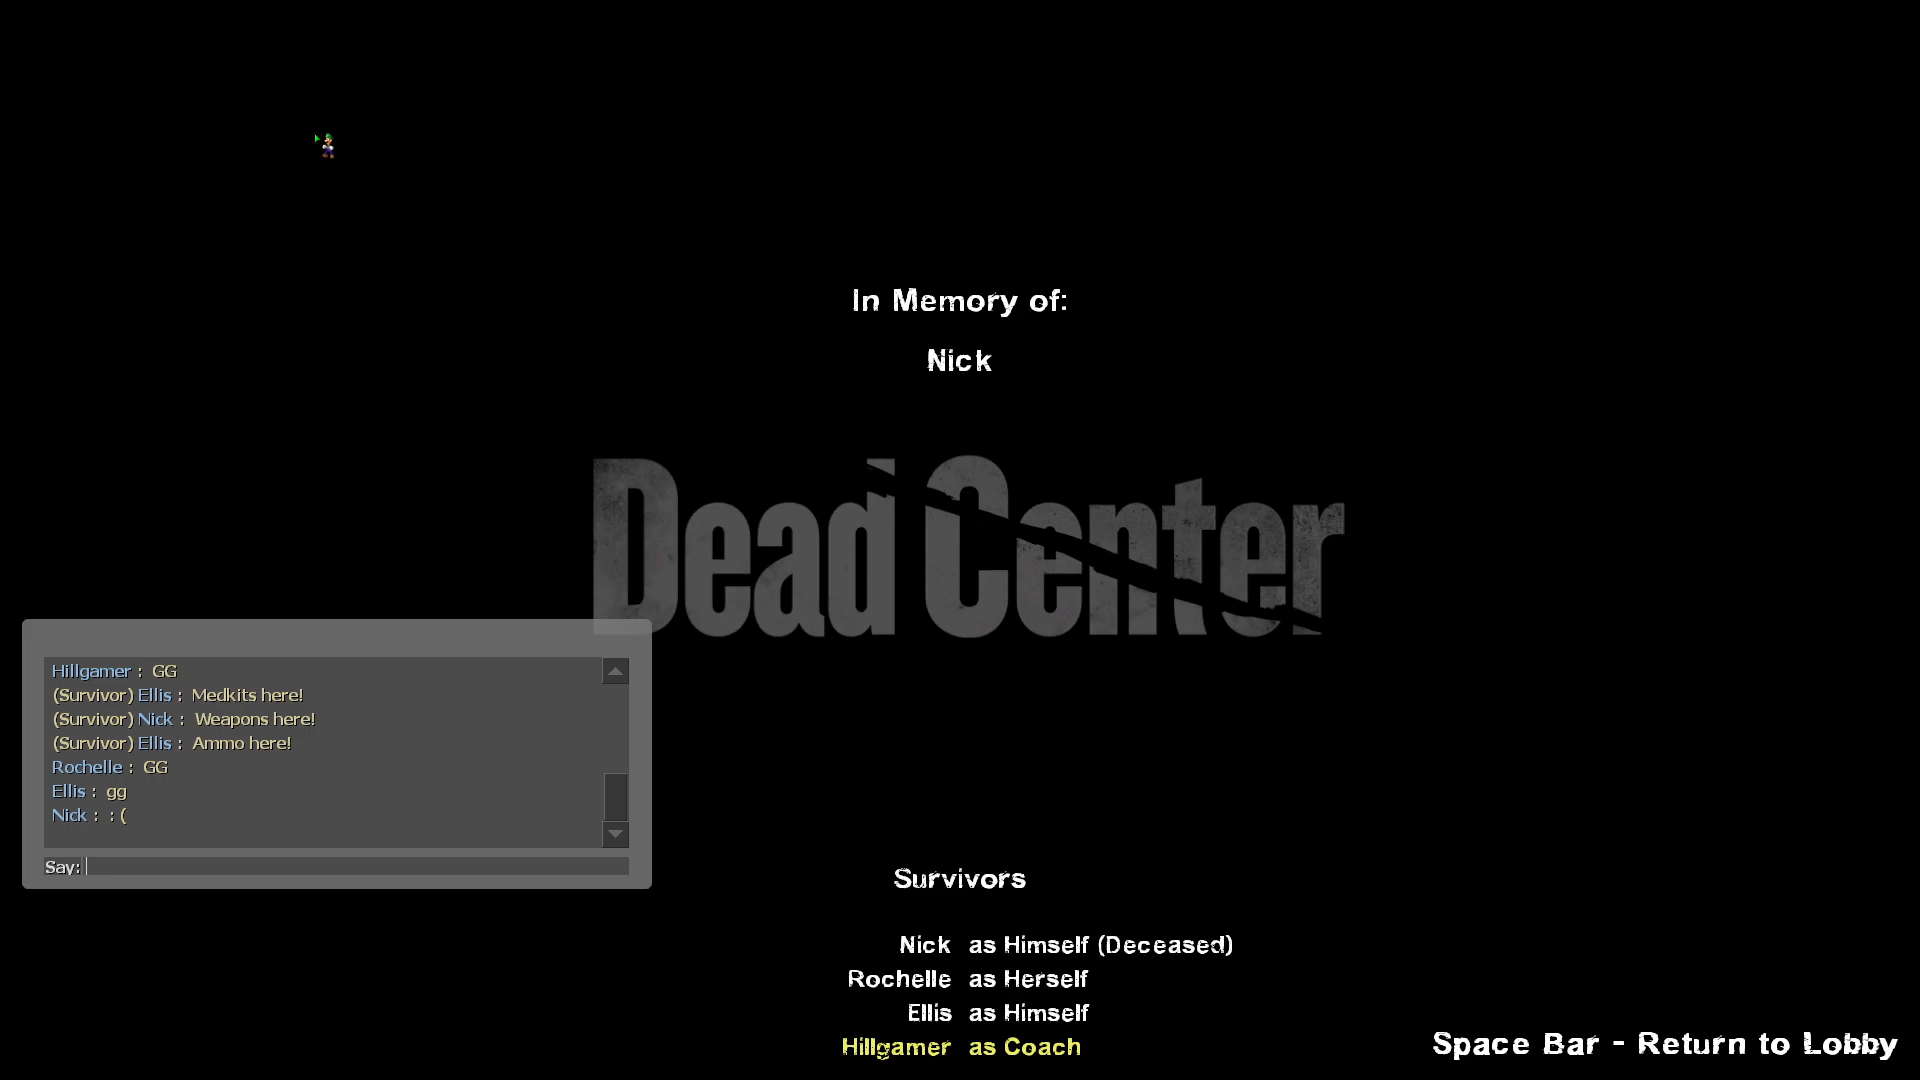 In Memory of:
Nick
Dead Center
Hillgamer : GG
(Survivor) Ellis : Medkits here!
(Survivor) Nick : Weapons here!
(Survivor) Ellis : Ammo here!
Rochelle : GG
Ellis : gg
Nick : : (
Say:
Survivors
Nick as Himself (Deceased)
Rochelle as Herself
Ellis as Himself
Hillgamer as Coach
Space Bar - Return to Lobby